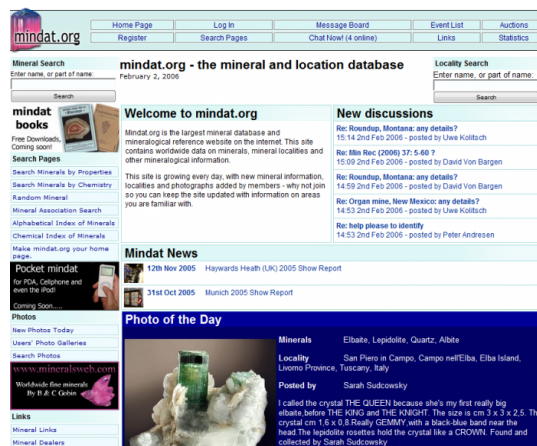 mindat.org
Home Page
Log In
Message Board
Event List
Auctions
Register
Search Pages
Chat Now! (4 online)
Links
Statistics
Mineral Search
Enter name, or part of name:
Search
mindat.org - the mineral and location database
February 2, 2006
Locality Search
Enter name, or part of name:
Search
mindat
books
Free Downloads,
Coming soon!
Search Pages
Search Minerals by Properties
Search Minerals by Chemistry
Random Mineral
Mineral Association Search
Alphabetical Index of Minerals
Chemical Index of Minerals
Make mindat.org your home
page.
Pocket mindat
for PDA, Cellphone and
even the iPod!
Coming Soon.....
Photos
New Photos Today
Users' Photo Galleries
Search Photos
www.mineralsweb.com
Worldwide fine minerals
By B & C Gobin
Links
Mineral Links
Mineral Dealers
Welcome to mindat.org
Mindat.org is the largest mineral database and
mineralogical reference website on the internet. This site
contains worldwide data on minerals, mineral localities and
other mineralogical information.
This site is growing every day, with new mineral information,
localities and photographs added by members - why not join
so you can keep the site updated with information on areas
you are familiar with.
New discussions
Re: Roundup, Montana: any details?
15:14 2nd Feb 2006 - posted by Uwe Kolitsch
Re: Min Rec (2006) 37: 5-60 ?
15:09 2nd Feb 2006 - posted by David Von Bargen
Re: Roundup, Montana: any details?
14:59 2nd Feb 2006 - posted by Uwe Kolitsch
Re: Organ mine, New Mexico: any details?
14:53 2nd Feb 2006 - posted by Uwe Kolitsch
Re: help please to identify
14:53 2nd Feb 2006 - posted by Peter Andresen
Mindat News
12th Nov 2005 Haywards Heath (UK) 2005 Show Report
31st Oct 2005 Munich 2005 Show Report
Photo of the Day
Minerals Elbaite, Lepidolite, Quartz, Albite
Locality San Piero in Campo, Campo nell'Elba, Elba Island,
Livorno Province, Tuscany, Italy
Posted by Sarah Sudcowsky
I called the crystal THE QUEEN because she's my first really big
elbaite,before THE KING and THE KNIGHT. The size is cm 3 x 3 x 2,5. Th
crystal cm 1,6 x 0,8.Really GEMMY,with a black-blue band near the
head.The lepidolite rosettes hold the crystal like a CROWN. Found and
collected by Sarah Sudcowsky